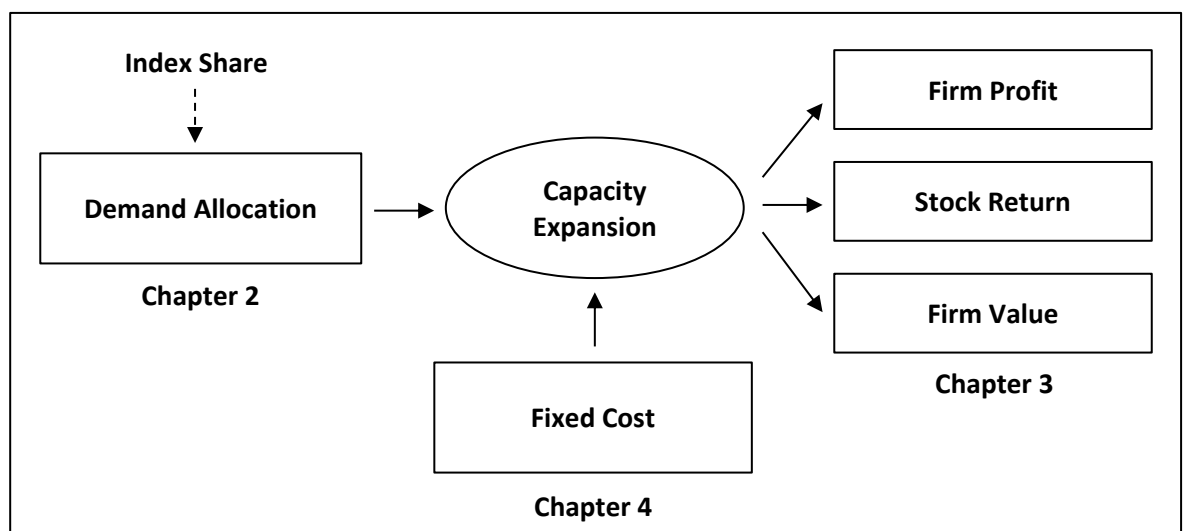 Index Share
Demand Allocation
Chapter 2
Capacity
Expansion
Fixed Cost
Chapter 4
Firm Profit
Stock Return
Firm Value
Chapter 3